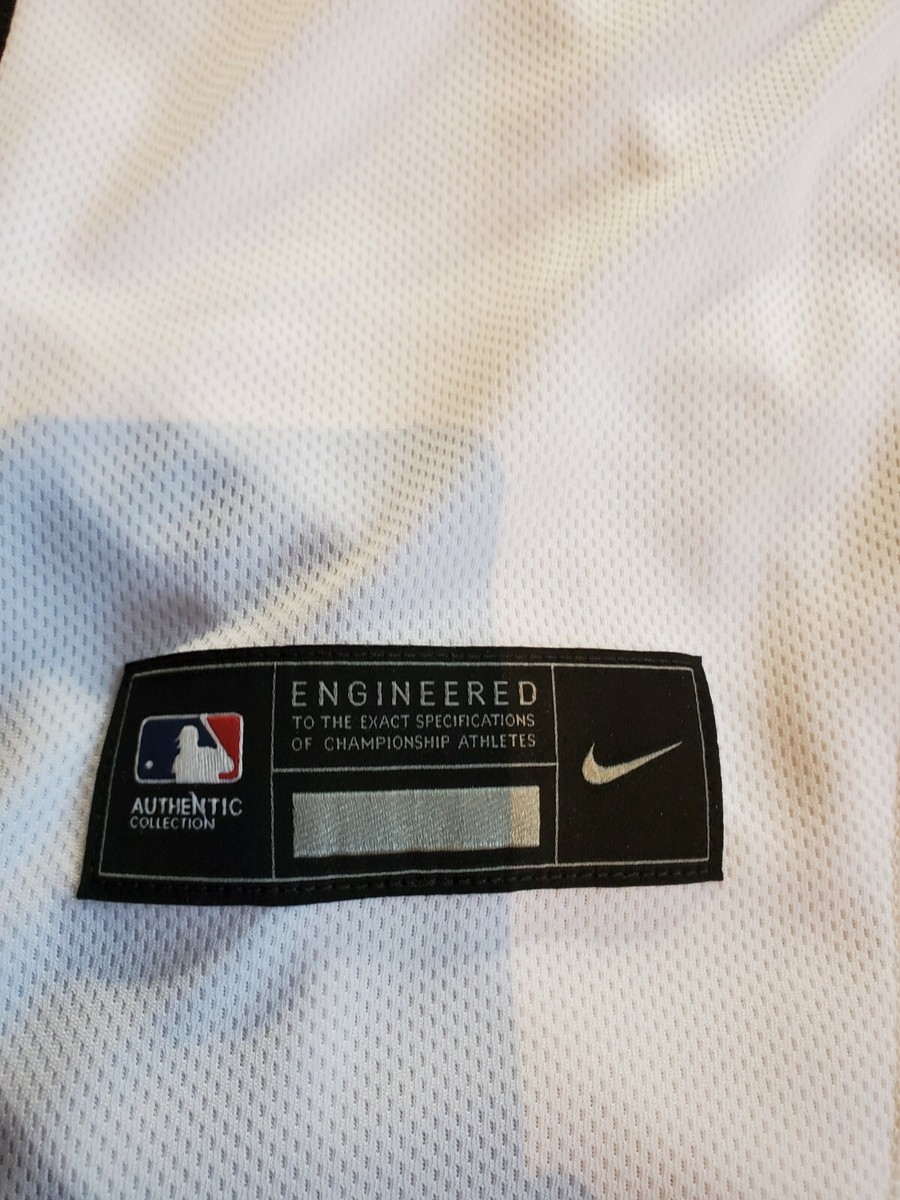 ENGINEERED
TO THE EXACT SPECIFICATIONS
OF CHAMPIONSHIP ATHLETES
AUTHENTIC
COLLECTION